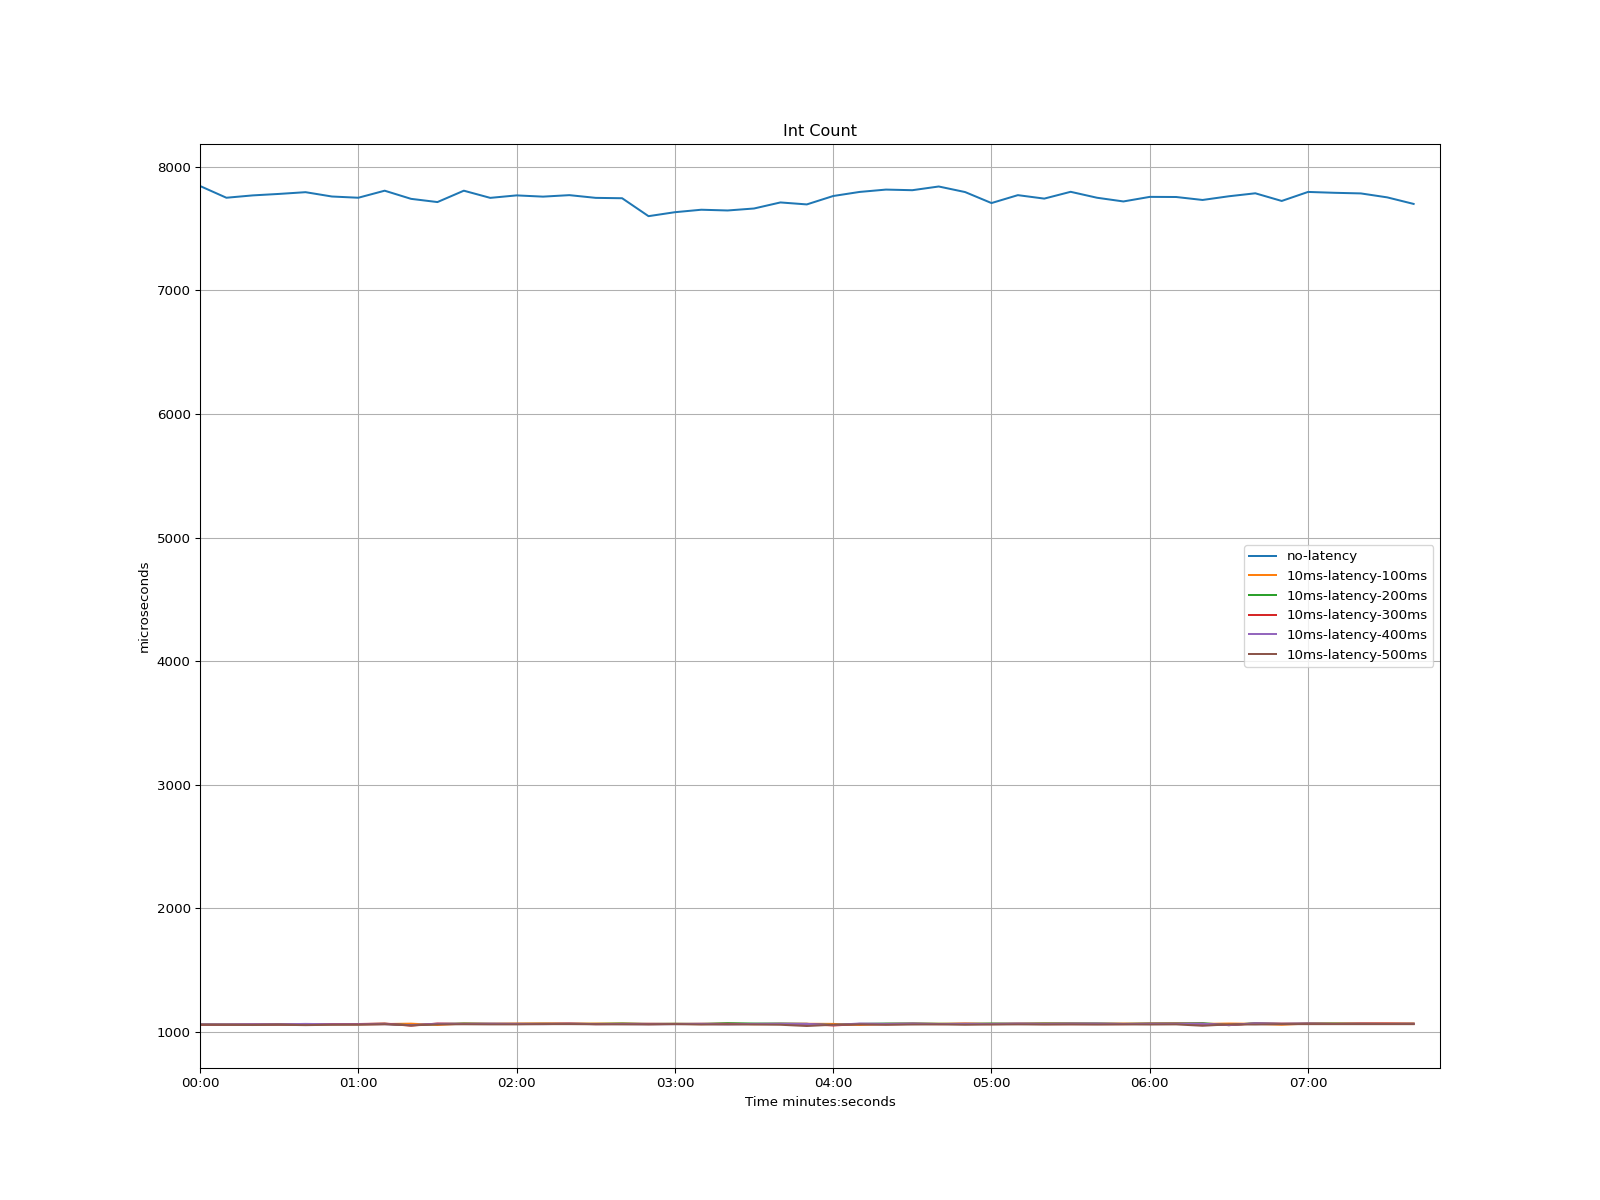 Int Count
8000
7000
6000
5000
4000
3000
2000
1000
microseconds
no-latency
10ms-latency-100ms
10ms-latency-200ms
10ms-latency-300ms
10ms-latency-400ms
10ms-latency-500ms
00:00 01:00 02:00 03:00 04:00 05:00 06:00 07:00
Time minutes:seconds